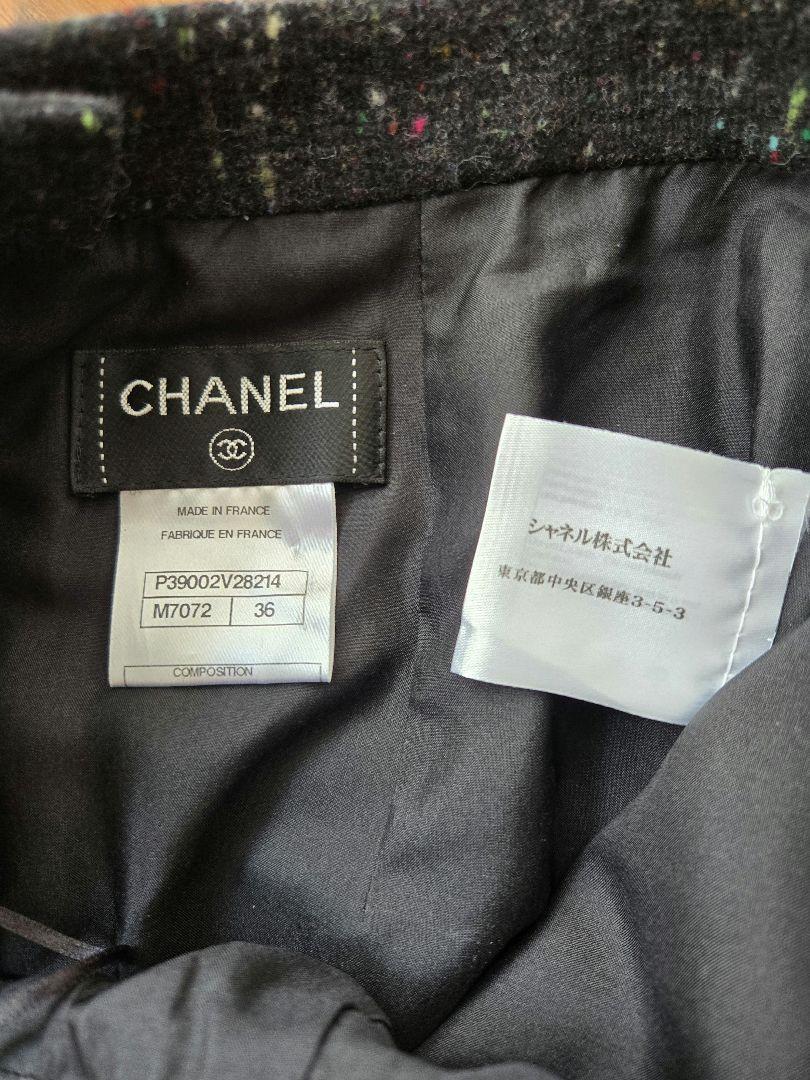 CHANEL
MADE IN FRANCE
FABRIQUE EN FRANCE
P39002V28214
M7072 36
COMPOSITION
シャネル株式会社
東京都中央区銀座3-5-3